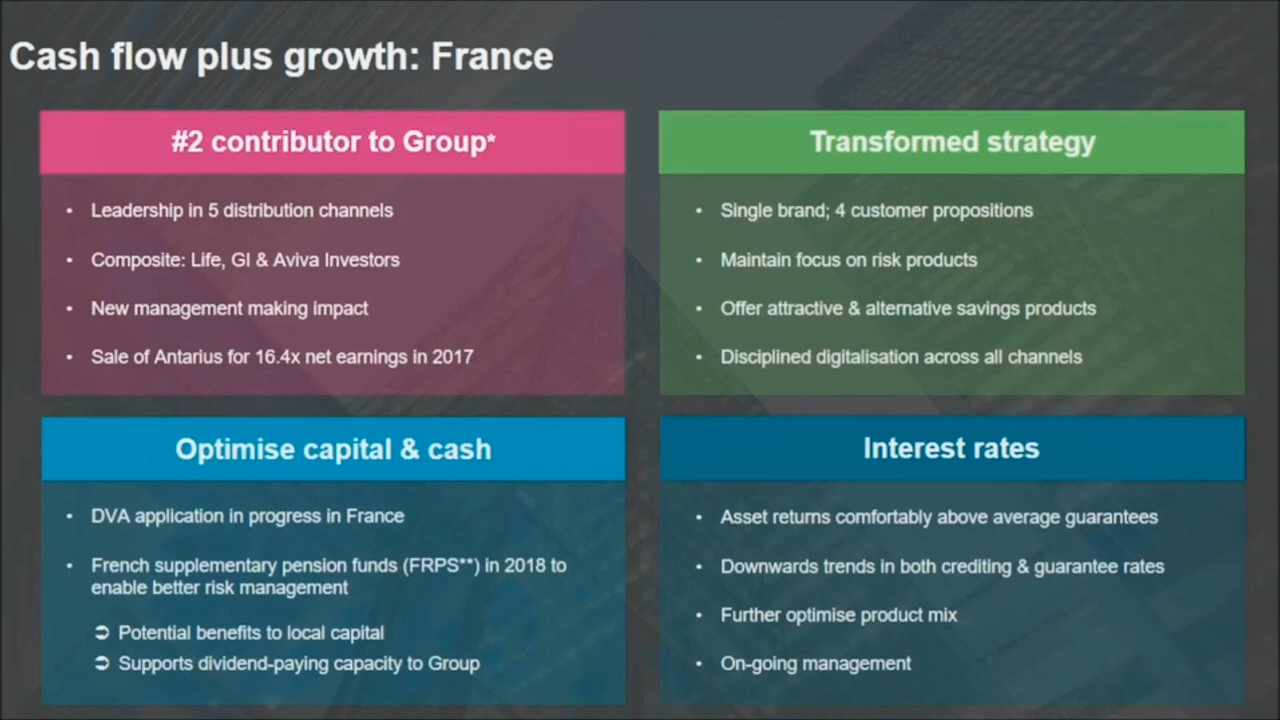 Cash flow plus growth: France
#2 contributor to Group*
• Leadership in 5 distribution channels
• Composite: Life, GI & Aviva Investors
• New management making impact
• Sale of Antarius for 16.4x net earnings in 2017
Transformed strategy
• Single brand; 4 customer propositions
• Maintain focus on risk products
• Offer attractive & alternative savings products
• Disciplined digitalisation across all channels
Optimise capital & cash
• DVA application in progress in France
• French supplementary pension funds (FRPS**) in 2018 to
enable better risk management
➲ Potential benefits to local capital
➲ Supports dividend-paying capacity to Group
Interest rates
• Asset returns comfortably above average guarantees
• Downwards trends in both crediting & guarantee rates
• Further optimise product mix
• On-going management